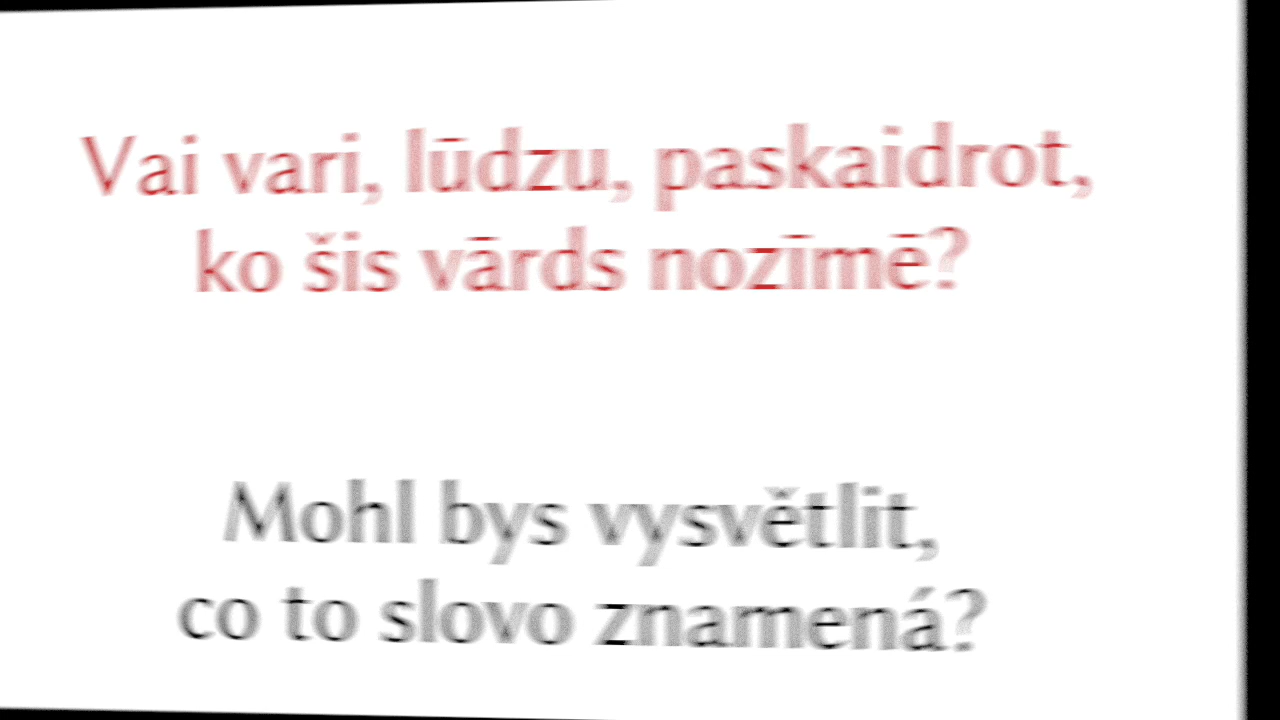 Vai vari, lūdzu, paskaidrot,
ko šis vārds nozīmē?
Mohl bys vysvětlit,
co to slovo znamená?